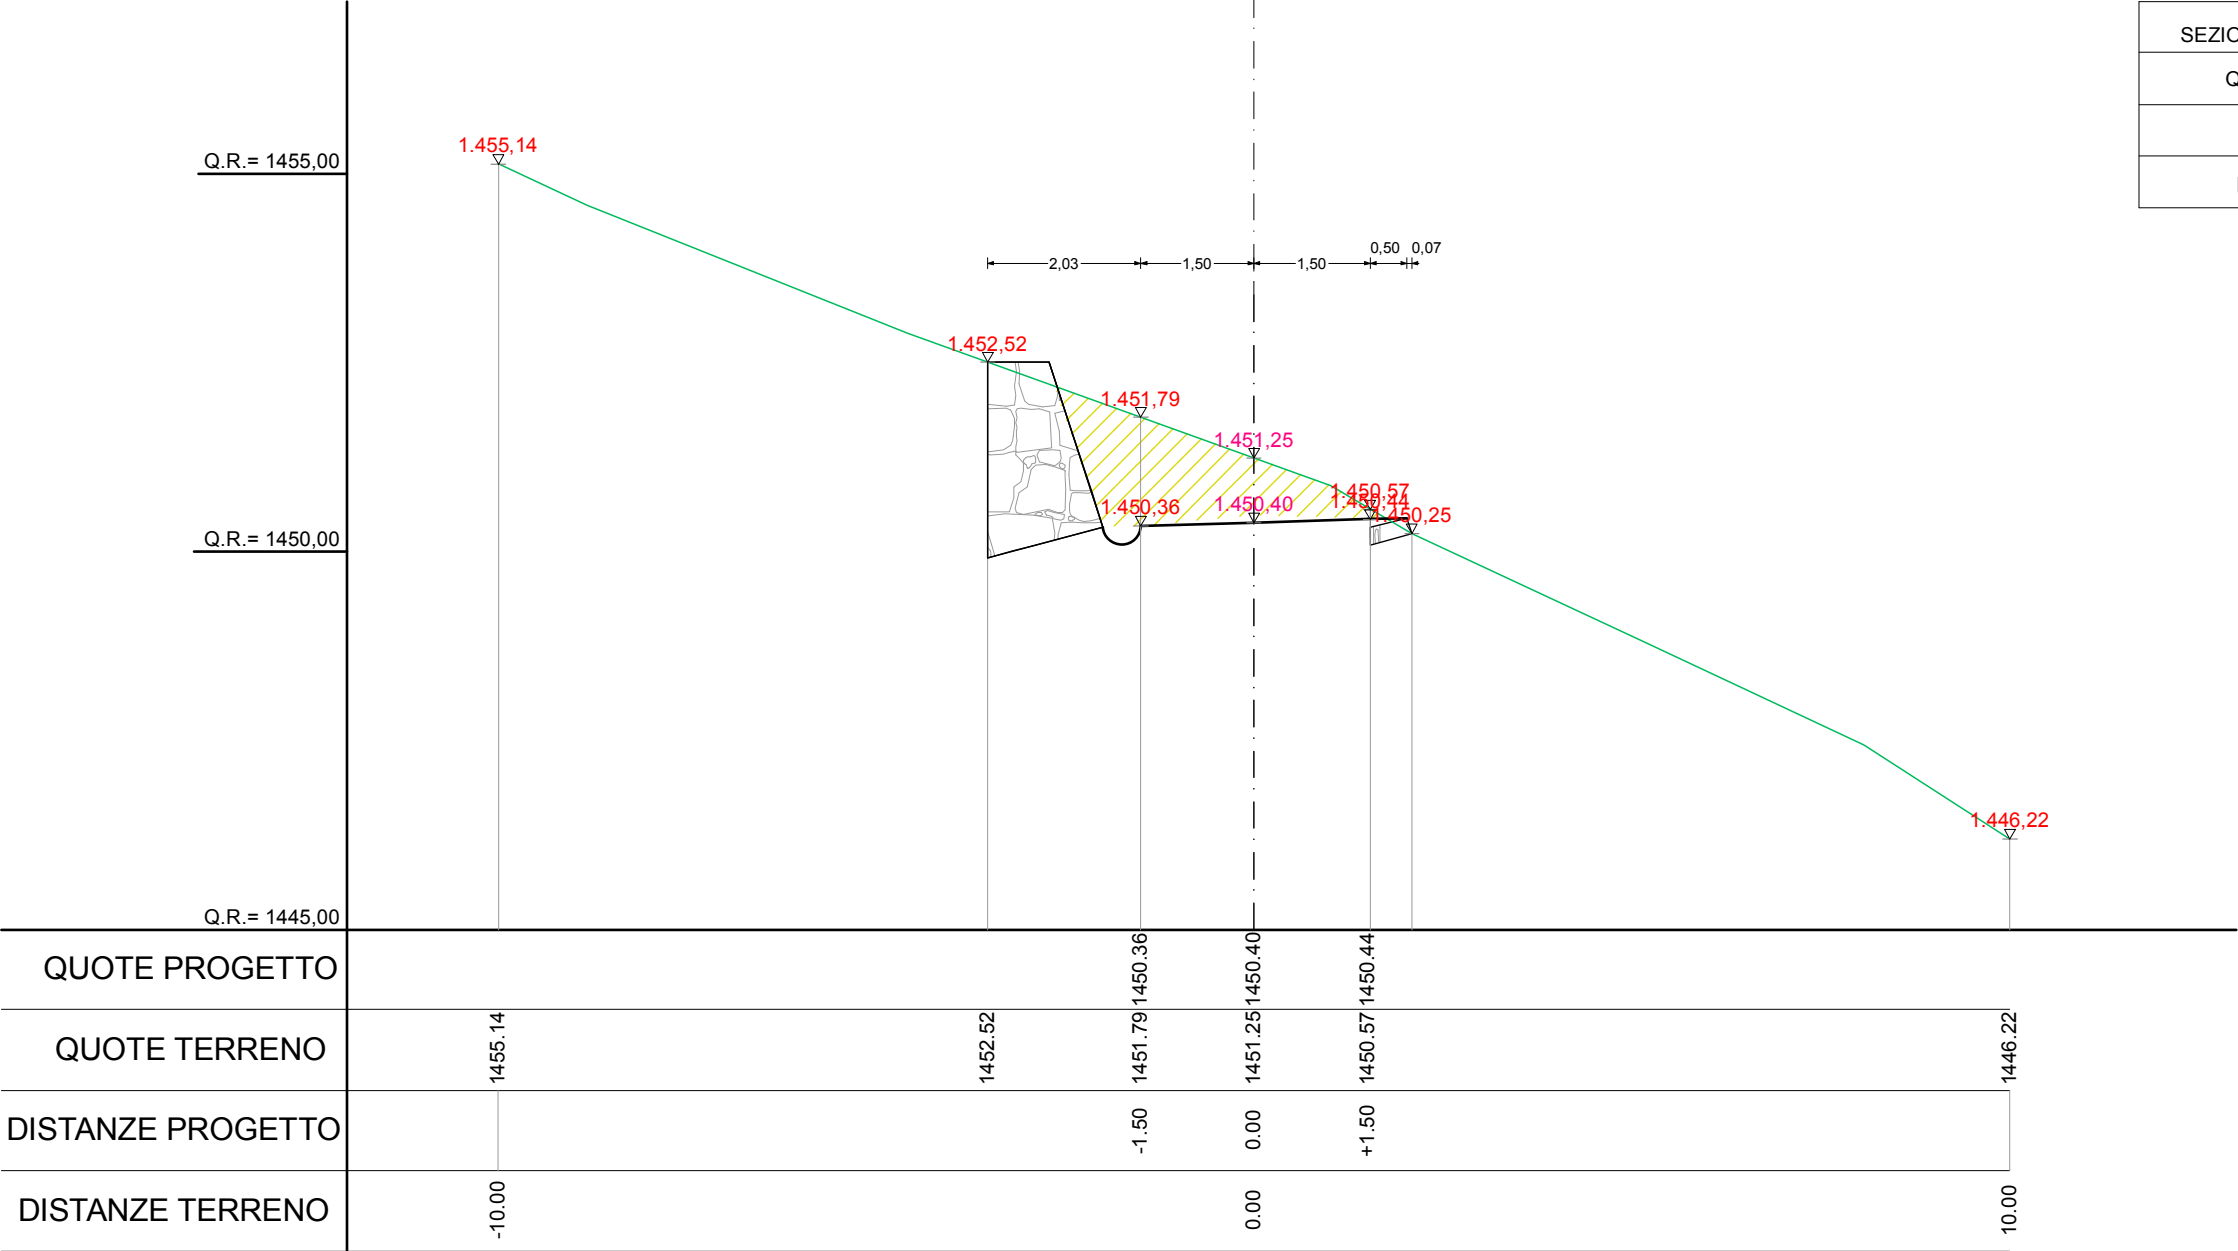 SEZIO
Q
1.455,14
Q.R.= 1455,00
0,50 0,07
2,03 1,50 1,50
1.452,52
1.451,79
1.451,25
1.450,57
1.450,44
1.450,36
1.450,40
1.450,25
Q.R.= 1450,00
1.446,22
Q.R.= 1445,00
QUOTE PROGETTO 1450.36 1450.40 1450.44
QUOTE TERRENO 1455.14 1452.52 1451.79 1451.25 1450.57 1446.22
DISTANZE PROGETTO -1.50 0.00 +1.50
DISTANZE TERRENO -10.00 0.00 10.00